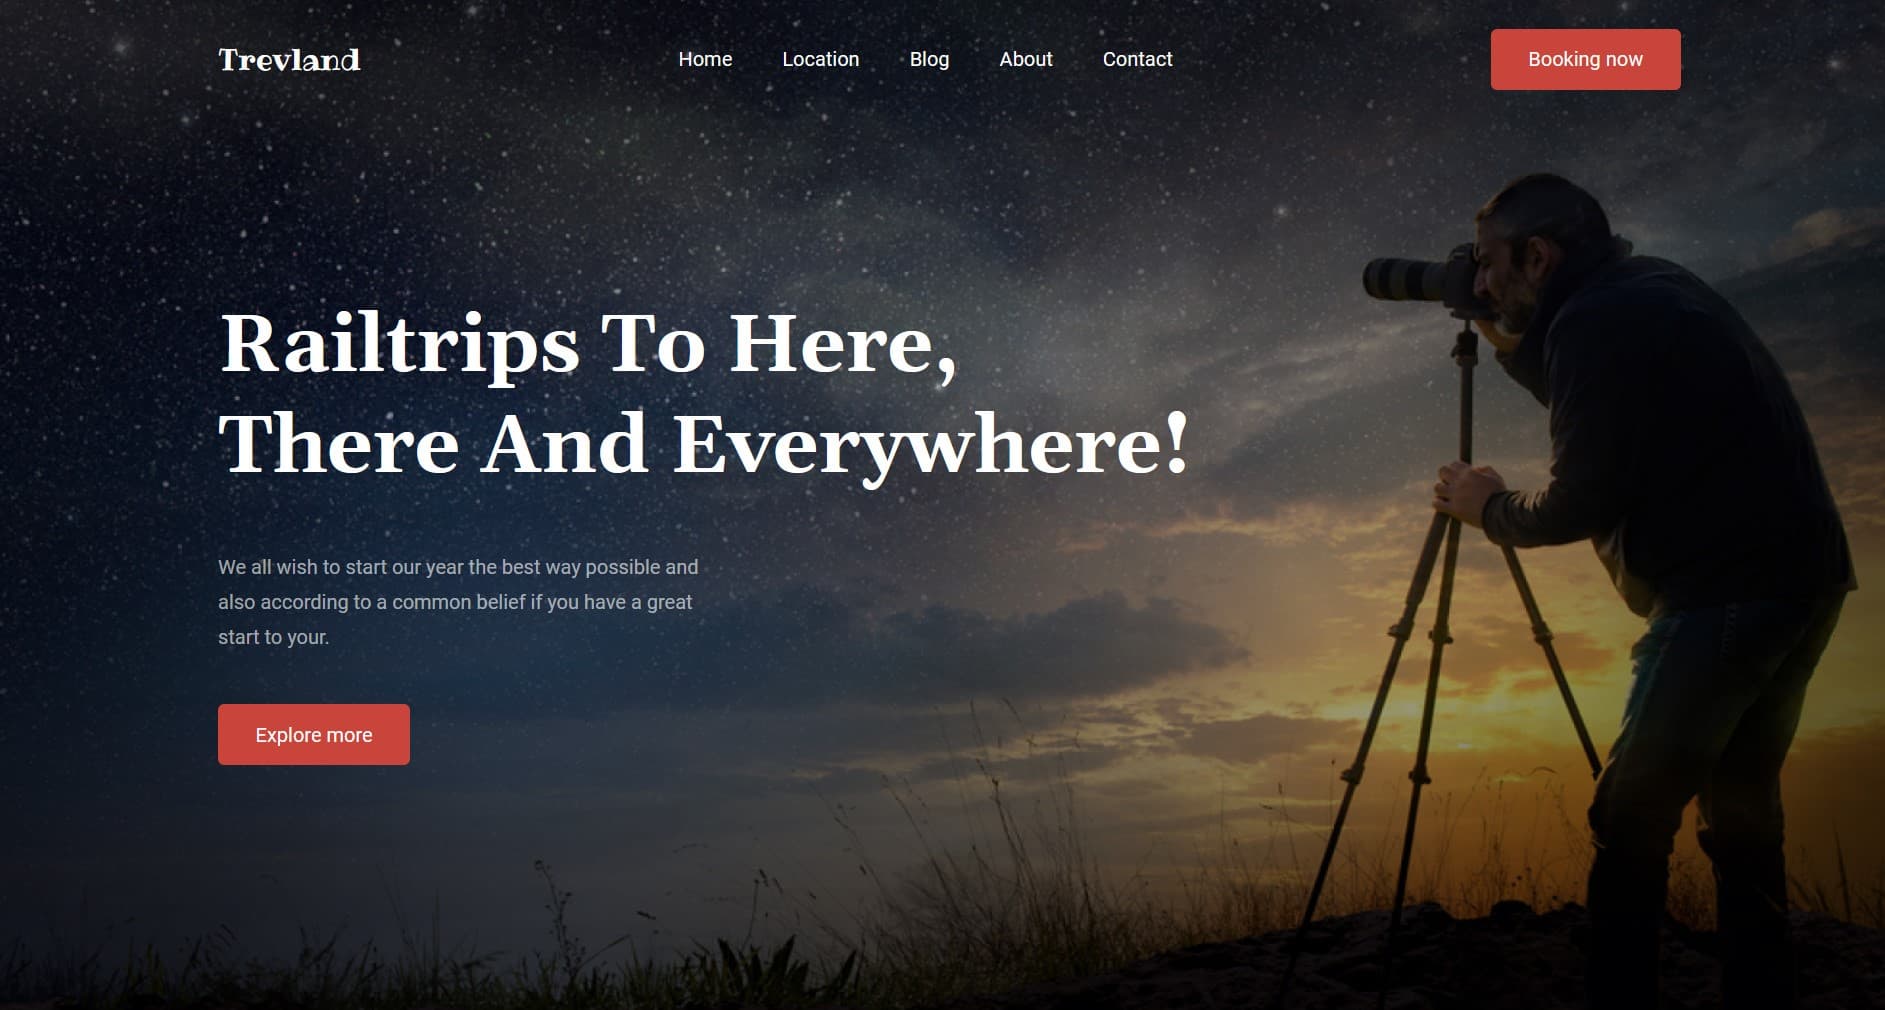 Trevland
Home
Location
Blog
About
Contact
Booking now
Railtrips To Here,
There And Everywhere!
We all wish to start our year the best way possible and
also according to a common belief if you have a great
start to your.
Explore more